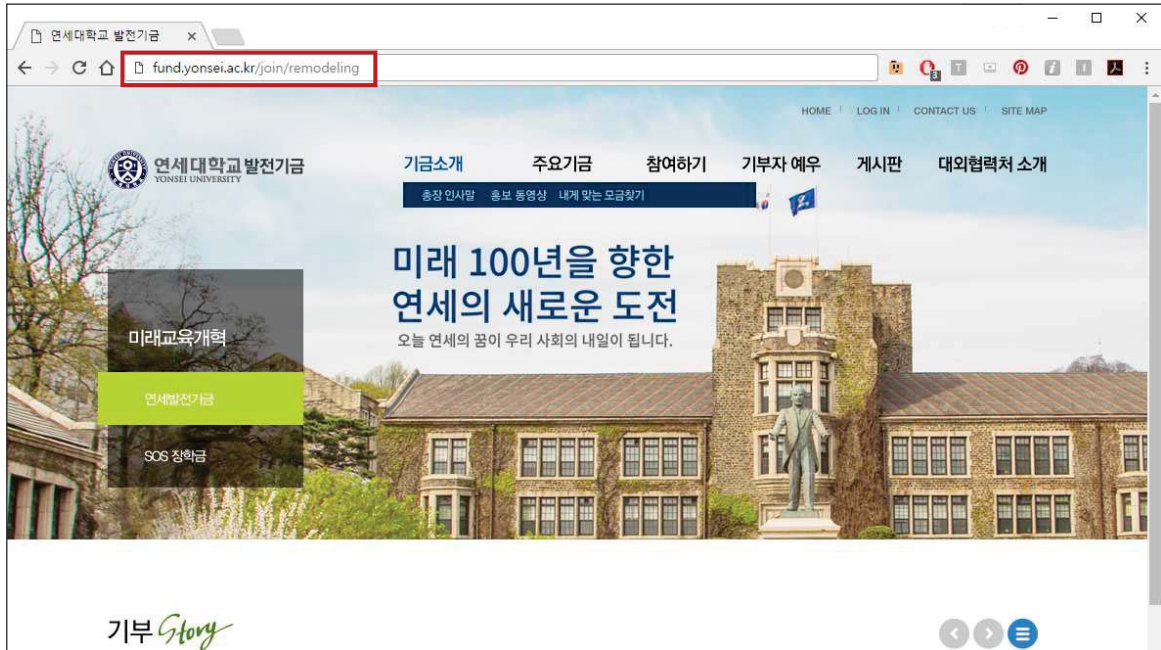 연세대학교 발전기금
fund.yonsei.ac.kr/join/remodeling
3
HOME LOG IN CONTACT US SITE MAP
연세대학교발전기금
YONSEI UNIVERSITY
기금소개 주요기금 참여하기 기부자 예우 게시판 대외협력처 소개
총장 인사말 홍보 동영상 내게 맞는 모금찾기
미래 100년을 향한
연세의 새로운 도전
오늘 연세의 꿈이 우리 사회의 내일이 됩니다.
미래교육개혁
연세발전기금
SOS 장학금
기부 Story